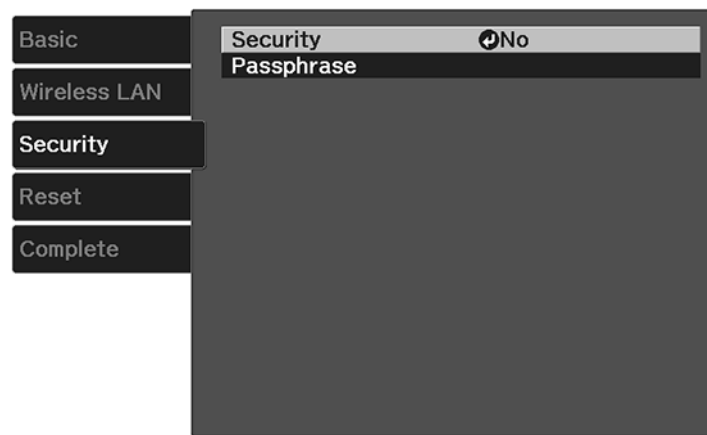 Basic
Wireless LAN
Security
Reset
Complete
Security No
Passphrase